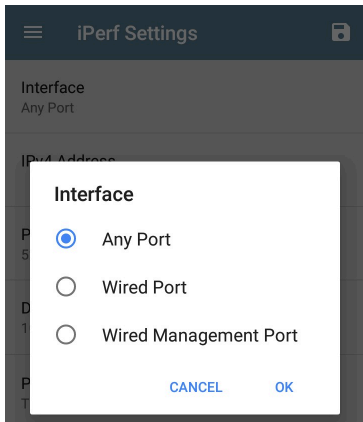 iPerf Settings
Interface
Any Port
IPv4 Address
Interface
Any Port
Wired Port
Wired Management Port
CANCEL
OK